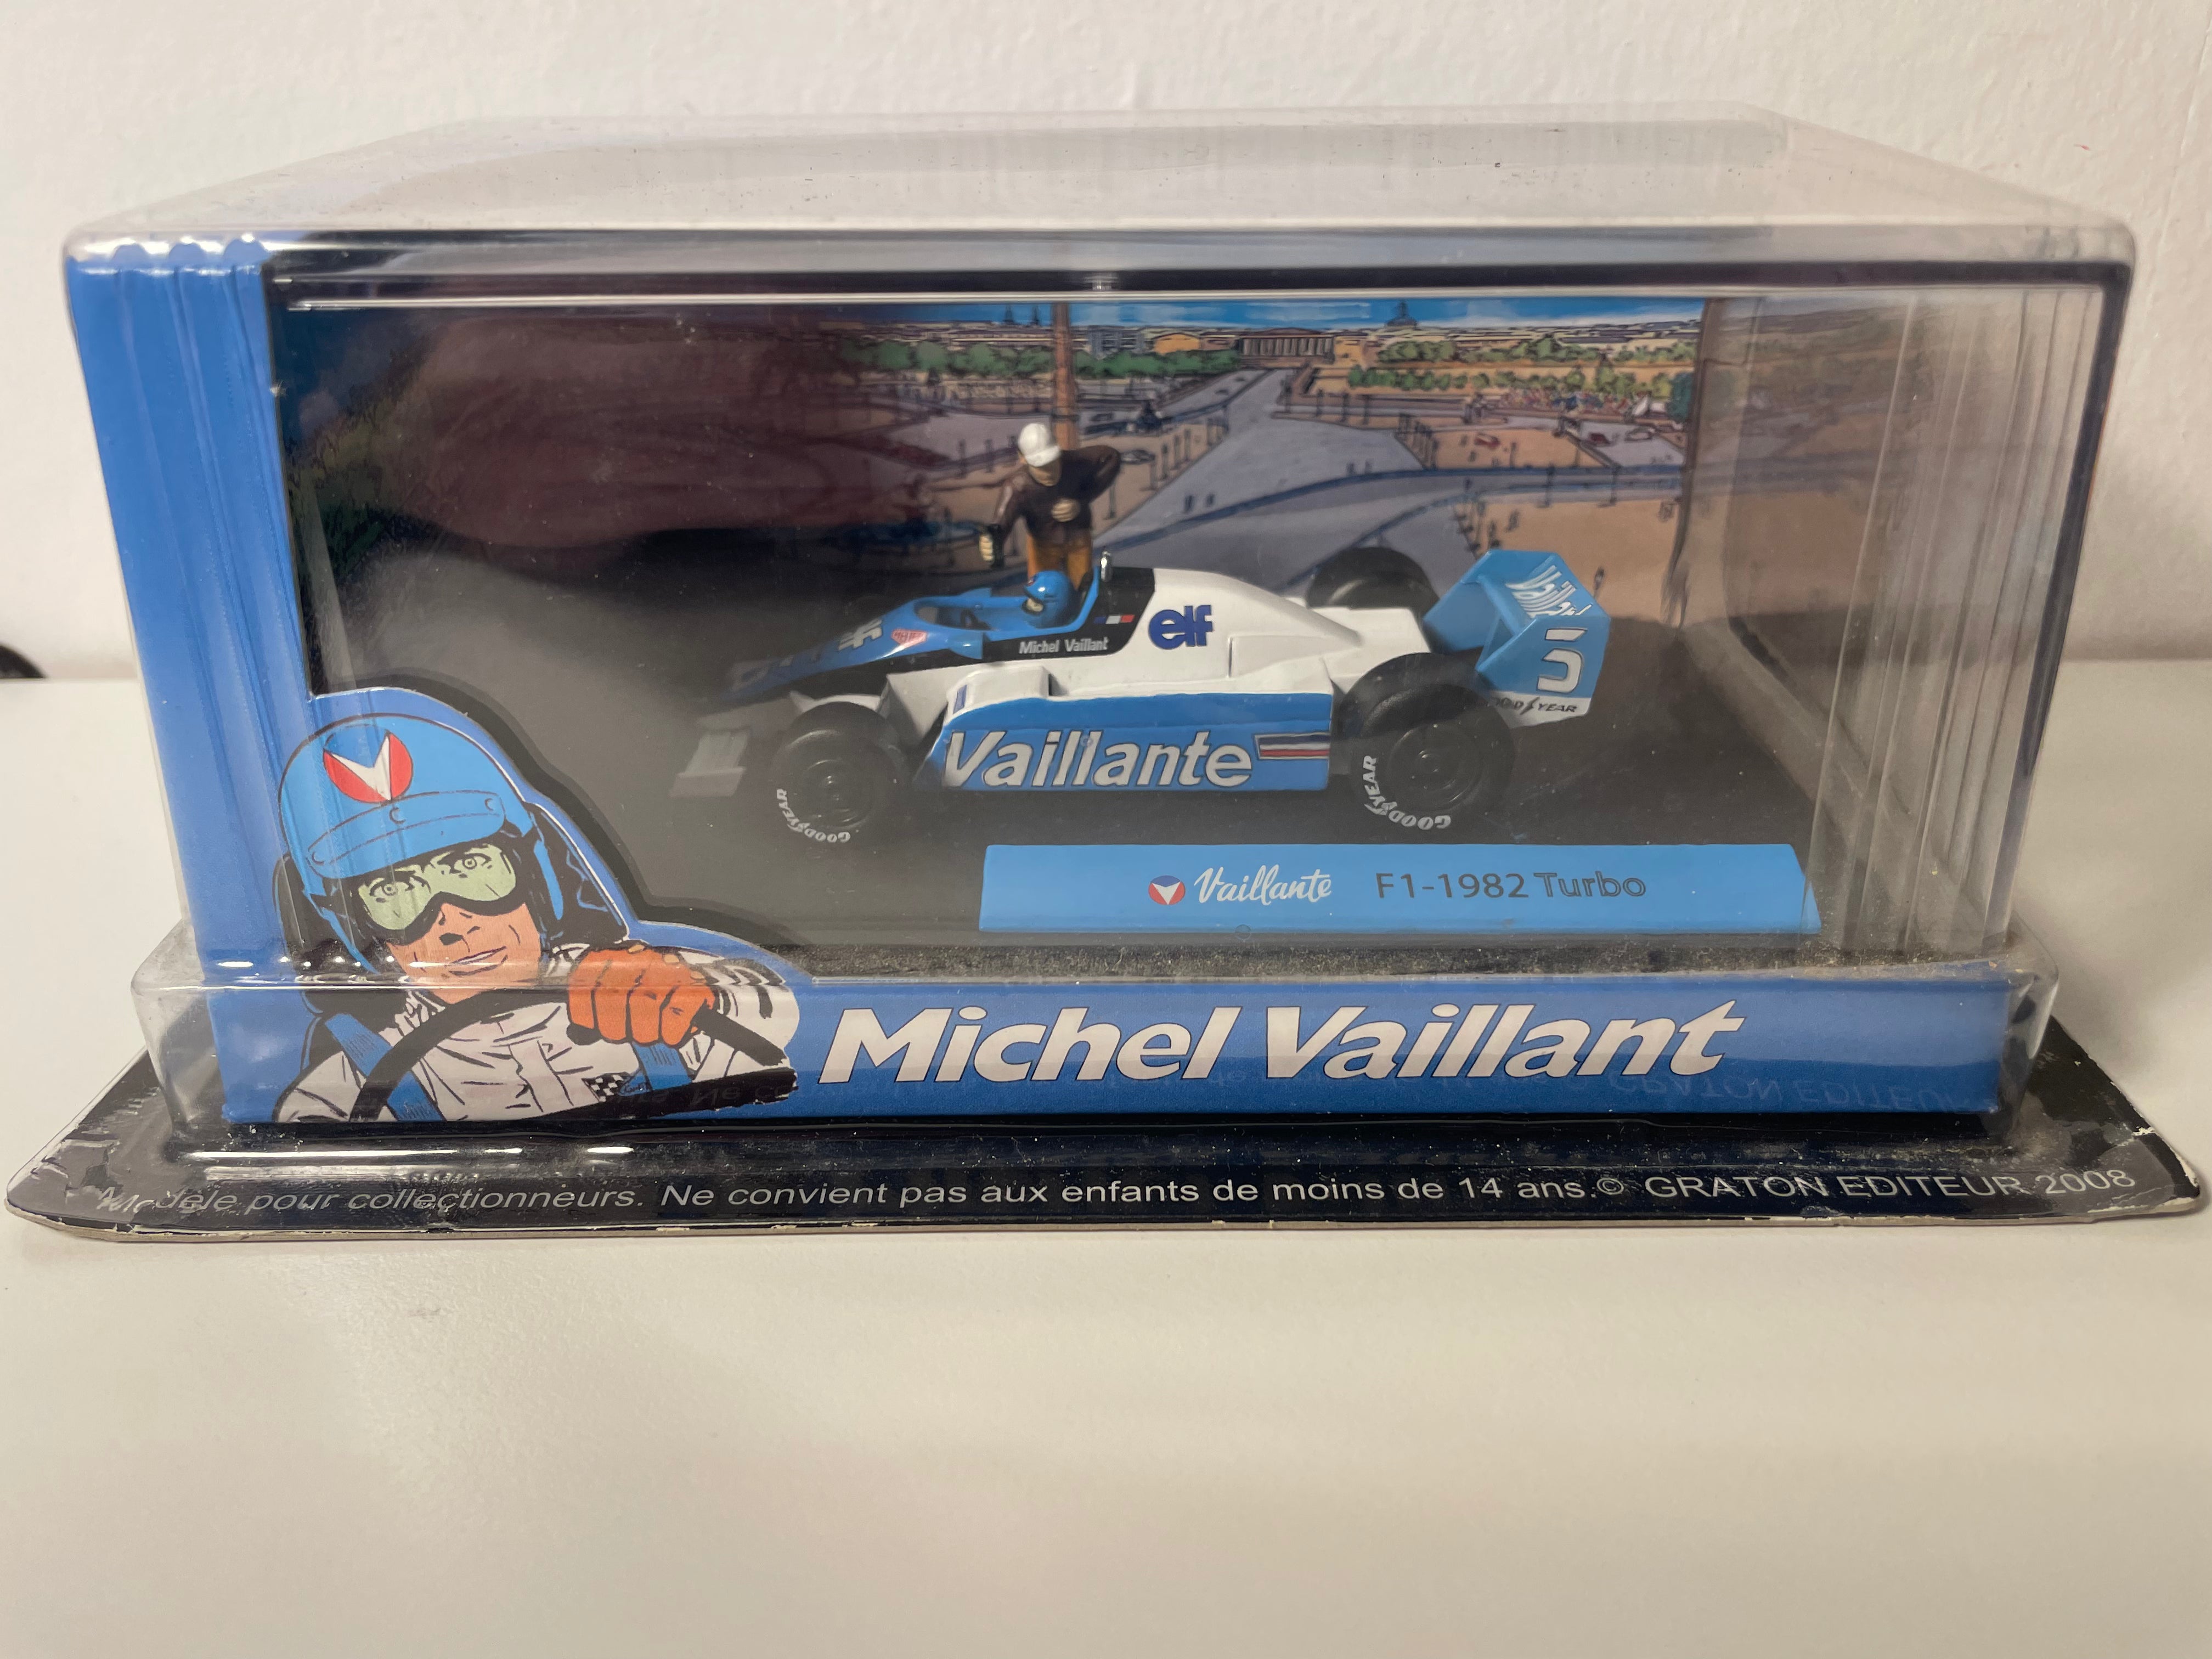 elf
Michel Vaillant
Vaillante
5
GOODYEAR
GOODYEAR
Vaillante F1-1982 Turbo
Michel Vaillant
Modèle pour collectionneurs. Ne convient pas aux enfants de moins de 14 ans.© GRATON EDITEUR 2008